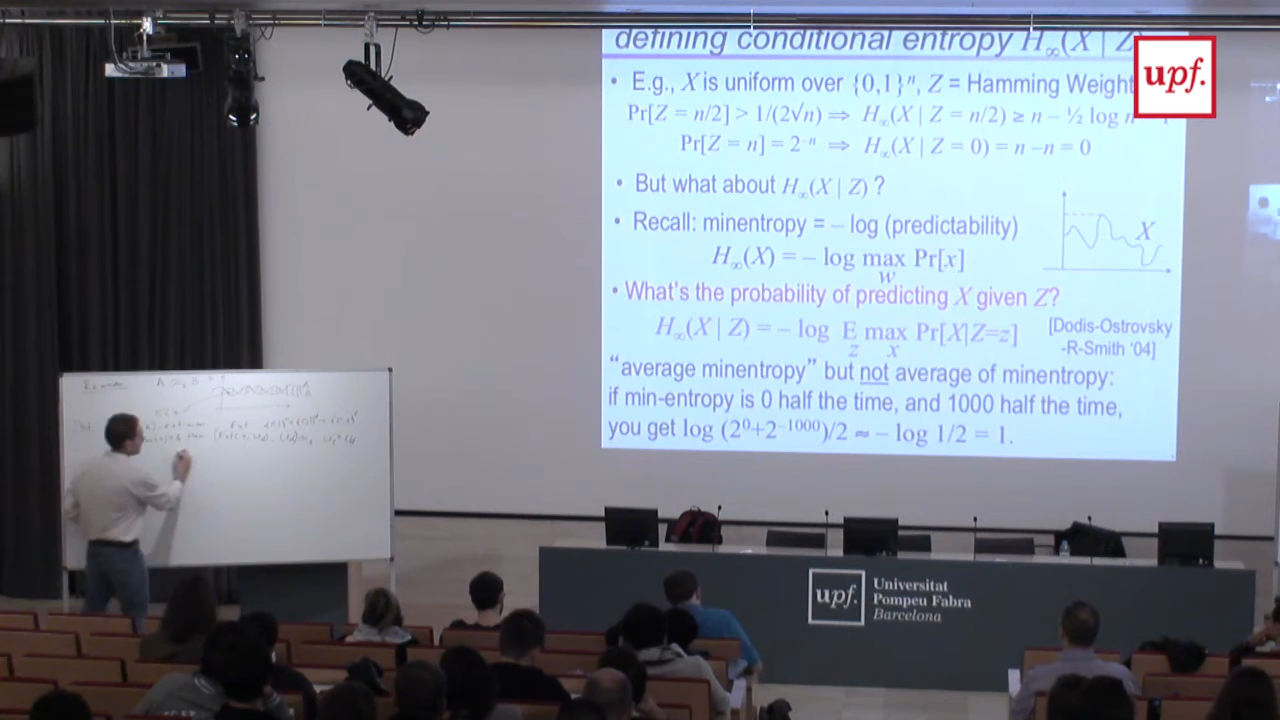 defining conditional entropy H∞(X | Z)
upf.
• E.g., X is uniform over {0,1}ⁿ, Z = Hamming Weight
Pr[Z = n/2] > 1/(2√n) ⇒ H∞(X | Z = n/2) ≥ n − ½ log n − 1
Pr[Z = n] = 2⁻ⁿ ⇒ H∞(X | Z = 0) = n −n = 0
• But what about H∞(X | Z) ?
• Recall: minentropy = – log (predictability)
X
H∞(X) = − log max Pr[x]
W
• What's the probability of predicting X given Z?
H∞(X | Z) = − log E max Pr[X|Z=z]
Z X
[Dodis-Ostrovsky
-R-Smith '04]
"average minentropy" but not average of minentropy:
if min-entropy is 0 half the time, and 1000 half the time,
you get log (2⁰+2⁻¹⁰⁰⁰)/2 ≈ − log 1/2 = 1.
upf.
Universitat
Pompeu Fabra
Barcelona